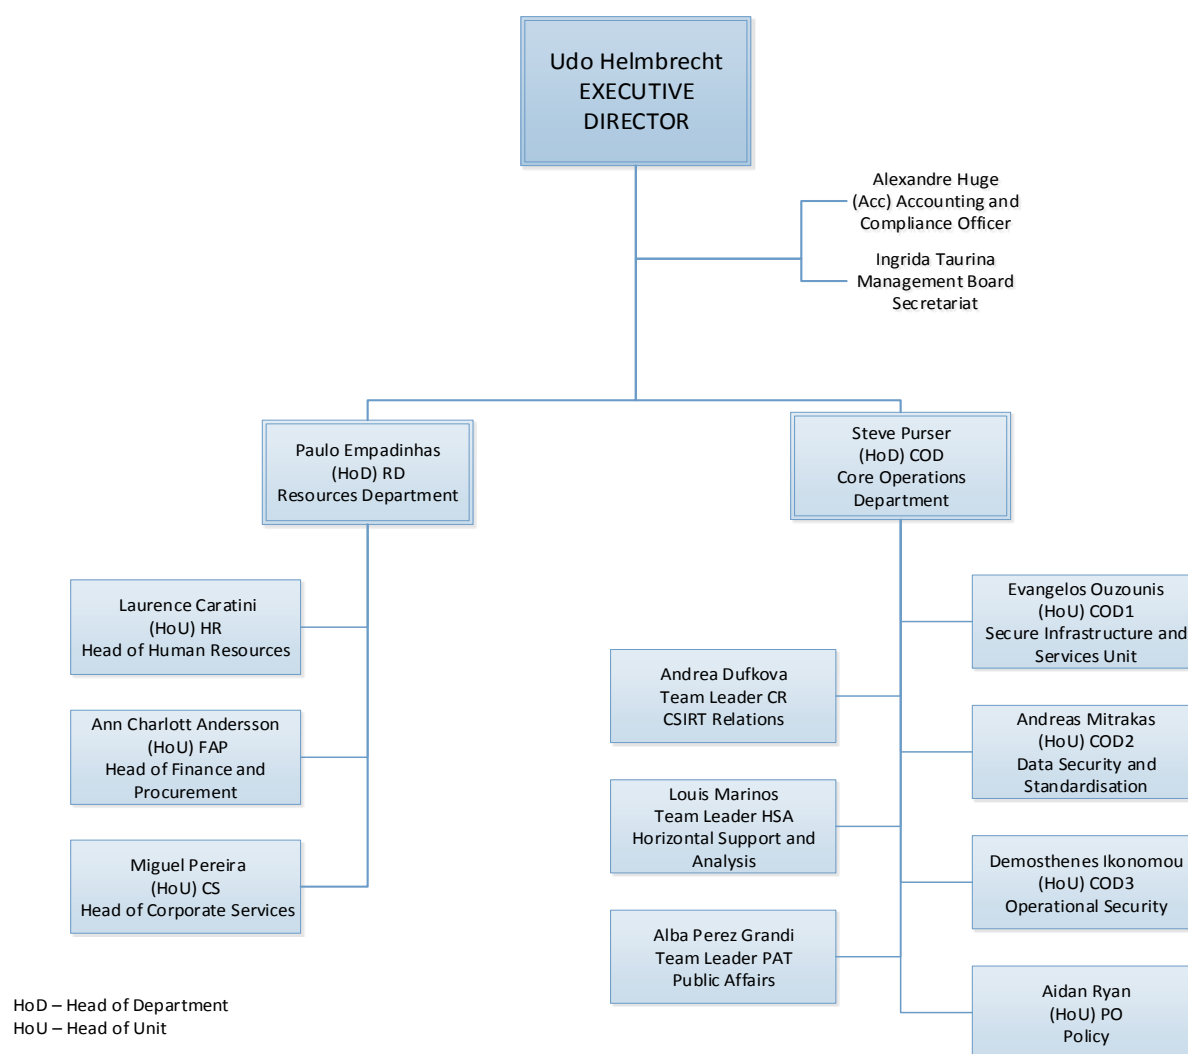 Udo Helmbrecht
EXECUTIVE
DIRECTOR
Alexandre Huge
(Acc) Accounting and
Compliance Officer
Ingrida Taurina
Management Board
Secretariat
Paulo Empadinhas
(HoD) RD
Resources Department
Steve Purser
(HoD) COD
Core Operations
Department
Laurence Caratini
(HoU) HR
Head of Human Resources
Ann Charlott Andersson
(HoU) FAP
Head of Finance and
Procurement
Miguel Pereira
(HoU) CS
Head of Corporate Services
Andrea Dufkova
Team Leader CR
CSIRT Relations
Louis Marinos
Team Leader HSA
Horizontal Support and
Analysis
Alba Perez Grandi
Team Leader PAT
Public Affairs
Evangelos Ouzounis
(HoU) COD1
Secure Infrastructure and
Services Unit
Andreas Mitrakas
(HoU) COD2
Data Security and
Standardisation
Demosthenes Ikonomou
(HoU) COD3
Operational Security
Aidan Ryan
(HoU) PO
Policy
HoD – Head of Department
HoU – Head of Unit